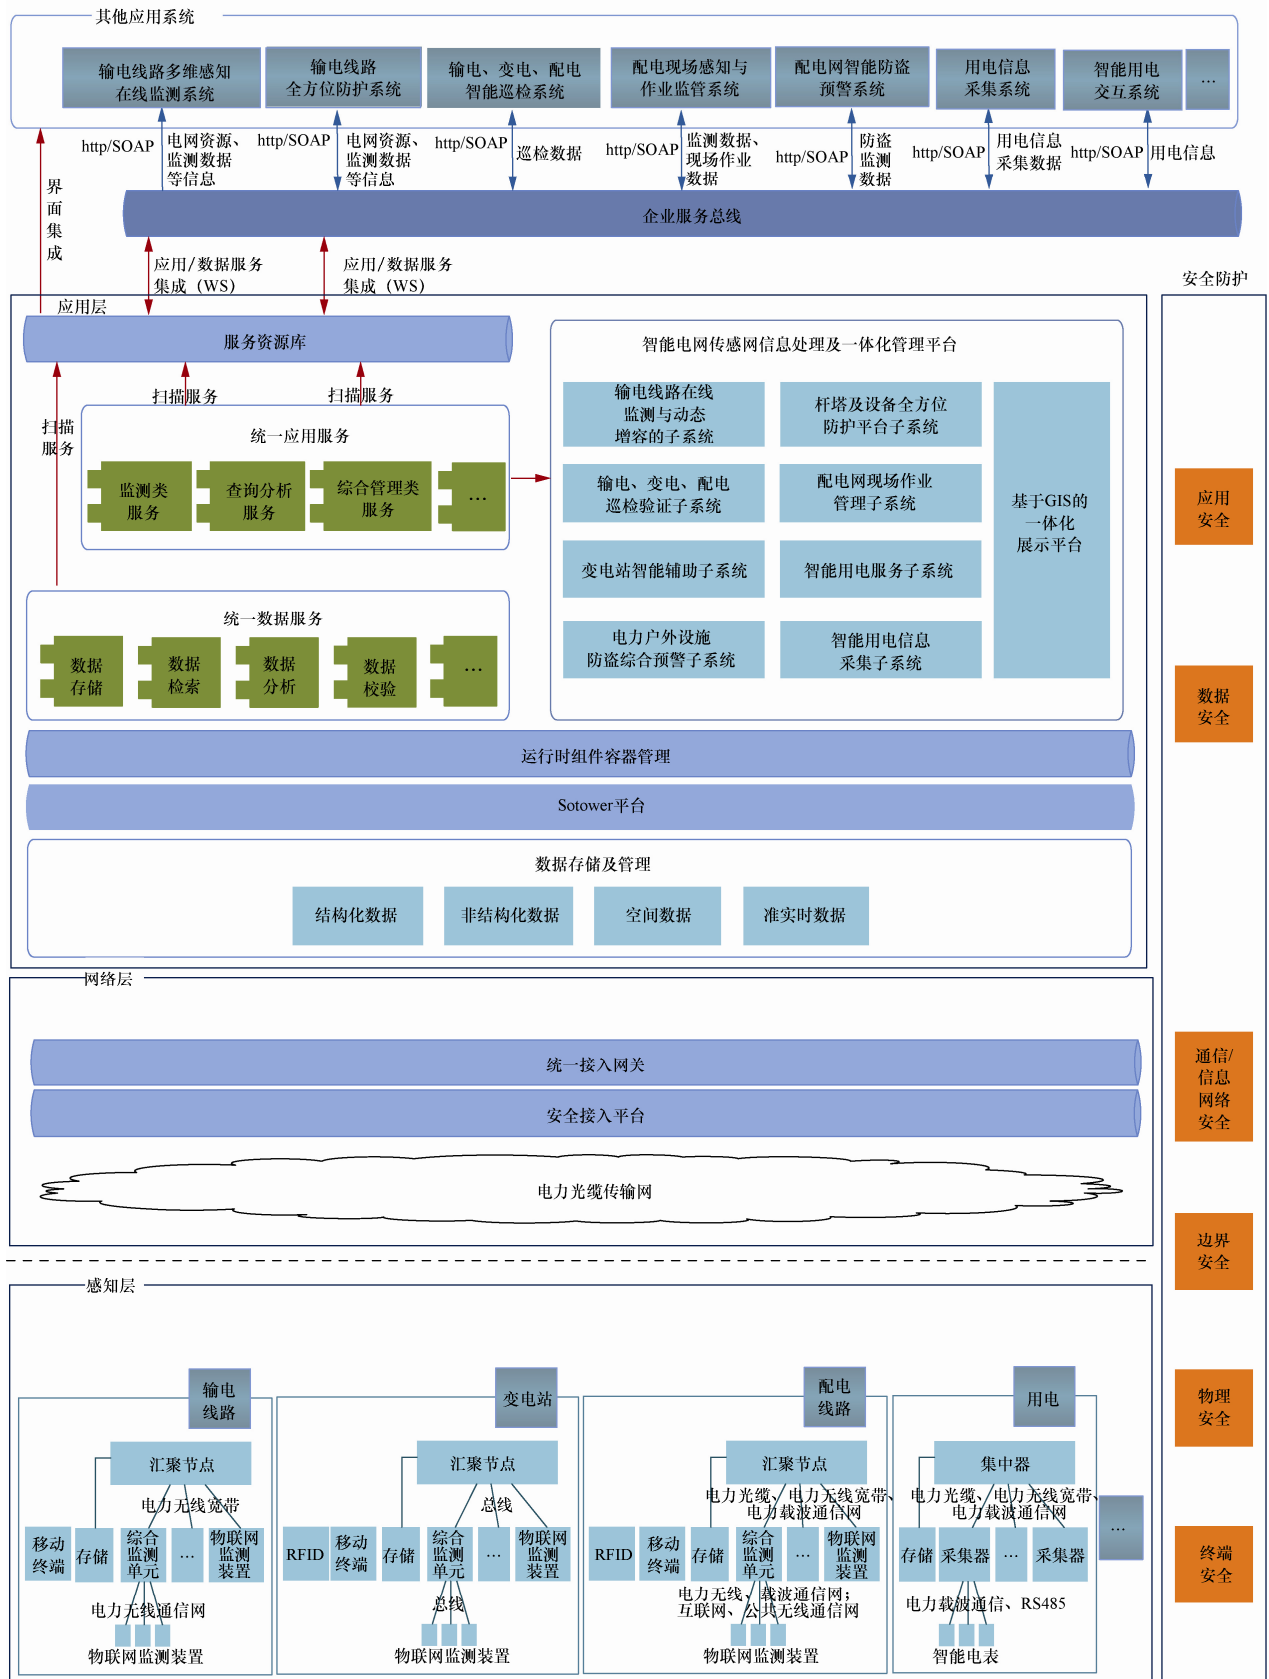 其他应用系统
输电线路多维感知
在线监测系统
输电线路
全方位防护系统
输电、变电、配电
智能巡检系统
配电现场感知与
作业监管系统
配电网智能防盗
预警系统
用电信息
采集系统
智能用电
交互系统
…
http/SOAP
电网资源、
监测数据
等信息
http/SOAP
电网资源、
监测数据
等信息
http/SOAP
巡检数据
http/SOAP
监测数据、
现场作业
数据
http/SOAP
防盗
监测
数据
http/SOAP
用电信息
采集数据
http/SOAP
用电信息
界
面
集
成
企业服务总线
应用/数据服务
集成（WS）
应用/数据服务
集成（WS）
安全防护
应用层
服务资源库
扫描服务
扫描服务
扫描
服务
统一应用服务
监测类
服务
查询分析
服务
综合管理类
服务
…
统一数据服务
数据
存储
数据
检索
数据
分析
数据
校验
…
智能电网传感网信息处理及一体化管理平台
输电线路在线
监测与动态
增容的子系统
杆塔及设备全方位
防护平台子系统
输电、变电、配电
巡检验证子系统
配电网现场作业
管理子系统
变电站智能辅助子系统
智能用电服务子系统
电力户外设施
防盗综合预警子系统
智能用电信息
采集子系统
基于GIS的
一体化
展示平台
运行时组件容器管理
Sotower平台
数据存储及管理
结构化数据
非结构化数据
空间数据
准实时数据
网络层
统一接入网关
安全接入平台
电力光缆传输网
感知层
输电
线路
汇聚节点
电力无线宽带
移动
终端
存储
综合
监测
单元
…
物联网
监测
装置
电力无线通信网
物联网监测装置
变电站
汇聚节点
总线
RFID
移动
终端
存储
综合
监测
单元
…
物联网
监测
装置
总线
物联网监测装置
配电
线路
汇聚节点
电力光缆、电力无线宽带、
电力载波通信网
RFID
移动
终端
存储
综合
监测
单元
…
物联网
监测
装置
电力无线、载波通信网；
互联网、公共无线通信网
物联网监测装置
用电
集中器
电力光缆、电力无线宽带、
电力载波通信网
存储
采集器
…
采集器
电力载波通信、RS485
智能电表
…
应用
安全
数据
安全
通信/
信息
网络
安全
边界
安全
物理
安全
终端
安全